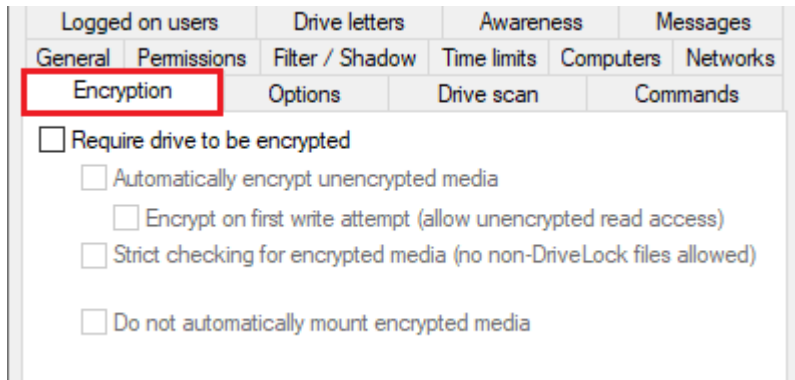 Logged on users Drive letters Awareness Messages
General Permissions Filter / Shadow Time limits Computers Networks
Encryption Options Drive scan Commands
Require drive to be encrypted
Automatically encrypt unencrypted media
Encrypt on first write attempt (allow unencrypted read access)
Strict checking for encrypted media (no non-DriveLock files allowed)
Do not automatically mount encrypted media